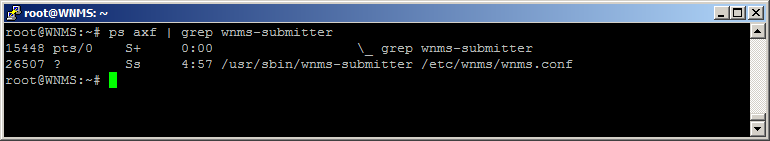 root@WNMS: ~
root@WNMS:~# ps axf | grep wnms-submitter
15448 pts/0    S+     0:00                  \_ grep wnms-submitter
26507 ?        Ss     4:57 /usr/sbin/wnms-submitter /etc/wnms/wnms.conf
root@WNMS:~#